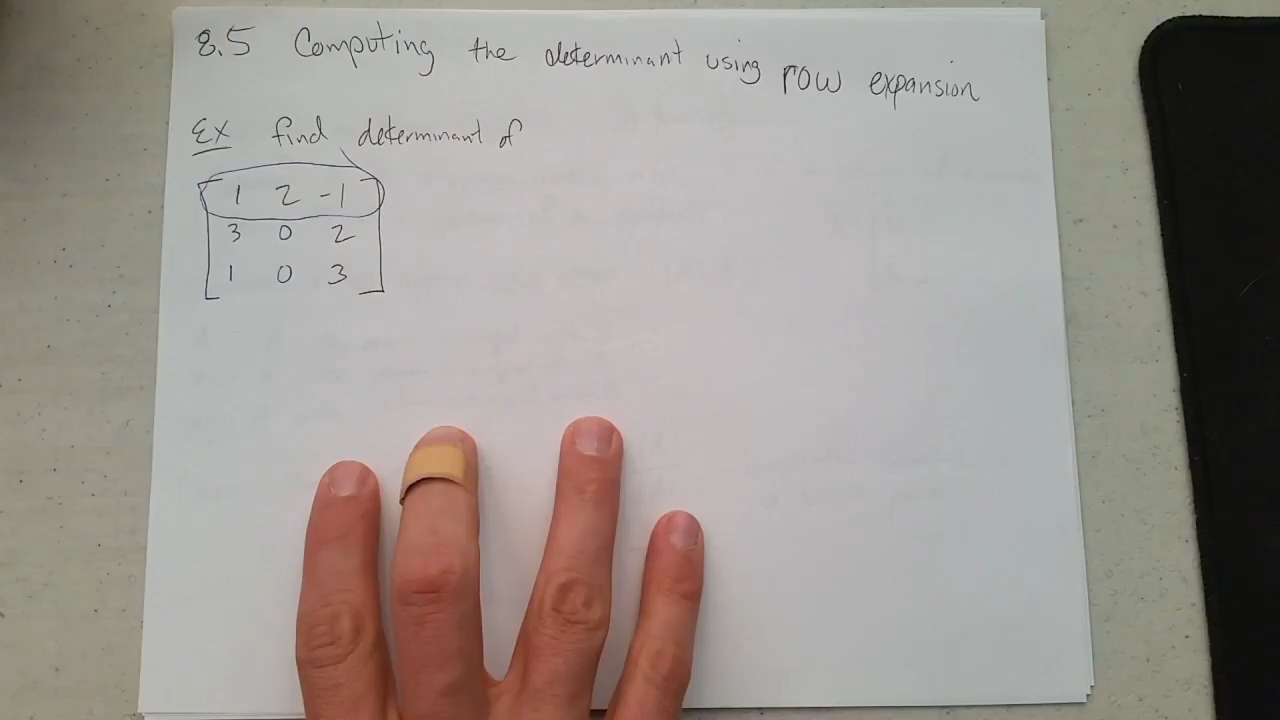 8.5 Computing the determinant using row expansion
Ex find determinant of
1 2 -1
3 0 2
1 0 3